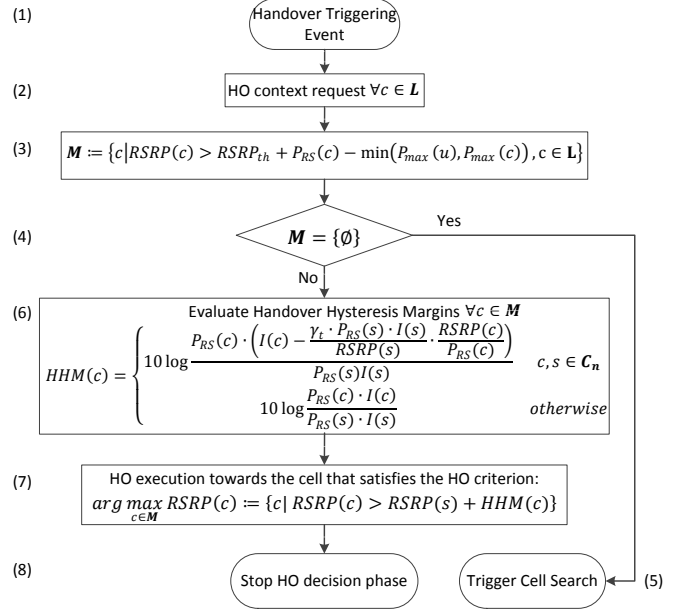 (1)
Handover Triggering
Event
(2)
HO context request ∀c ∈ L
(3)
M ≔ {c|RSRP(c) > RSRP_th + P_RS(c) − min(P_max(u), P_max(c)), c ∈ L}
(4)
M = {∅}
Yes
No
(6)
Evaluate Handover Hysteresis Margins ∀c ∈ M
HHM(c) = { 10 log (P_RS(c) · (I(c) − (γ_t · P_RS(s) · I(s))/RSRP(s) · RSRP(c)/P_RS(c))) / (P_RS(s)I(s)) c, s ∈ C_n
10 log (P_RS(c) · I(c)) / (P_RS(s) · I(s)) otherwise
(7)
HO execution towards the cell that satisfies the HO criterion:
arg max_{c∈M} RSRP(c) ≔ {c| RSRP(c) > RSRP(s) + HHM(c)}
(8)
Stop HO decision phase
Trigger Cell Search
(5)